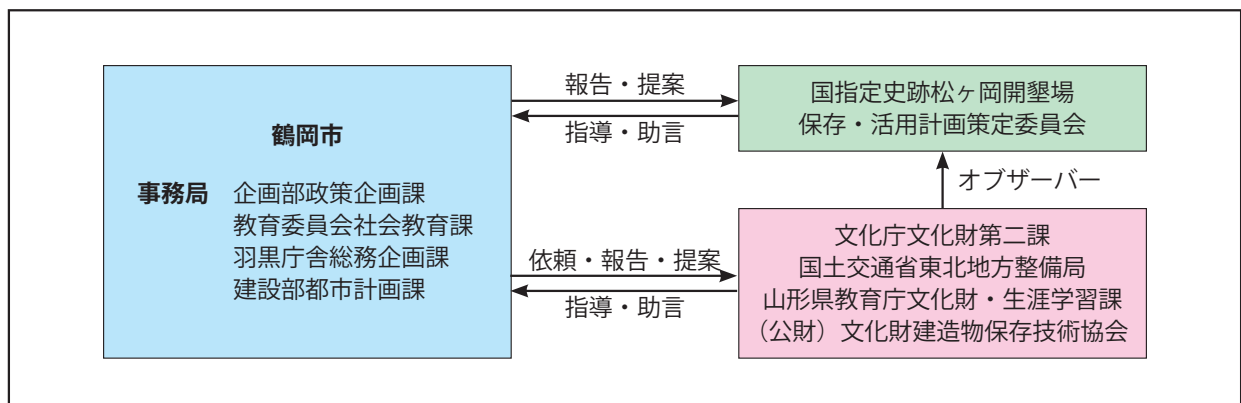 鶴岡市
事務局 企画部政策企画課
教育委員会社会教育課
羽黒庁舎総務企画課
建設部都市計画課
報告・提案
指導・助言
国指定史跡松ヶ岡開墾場
保存・活用計画策定委員会
オブザーバー
依頼・報告・提案
指導・助言
文化庁文化財第二課
国土交通省東北地方整備局
山形県教育庁文化財・生涯学習課
（公財）文化財建造物保存技術協会